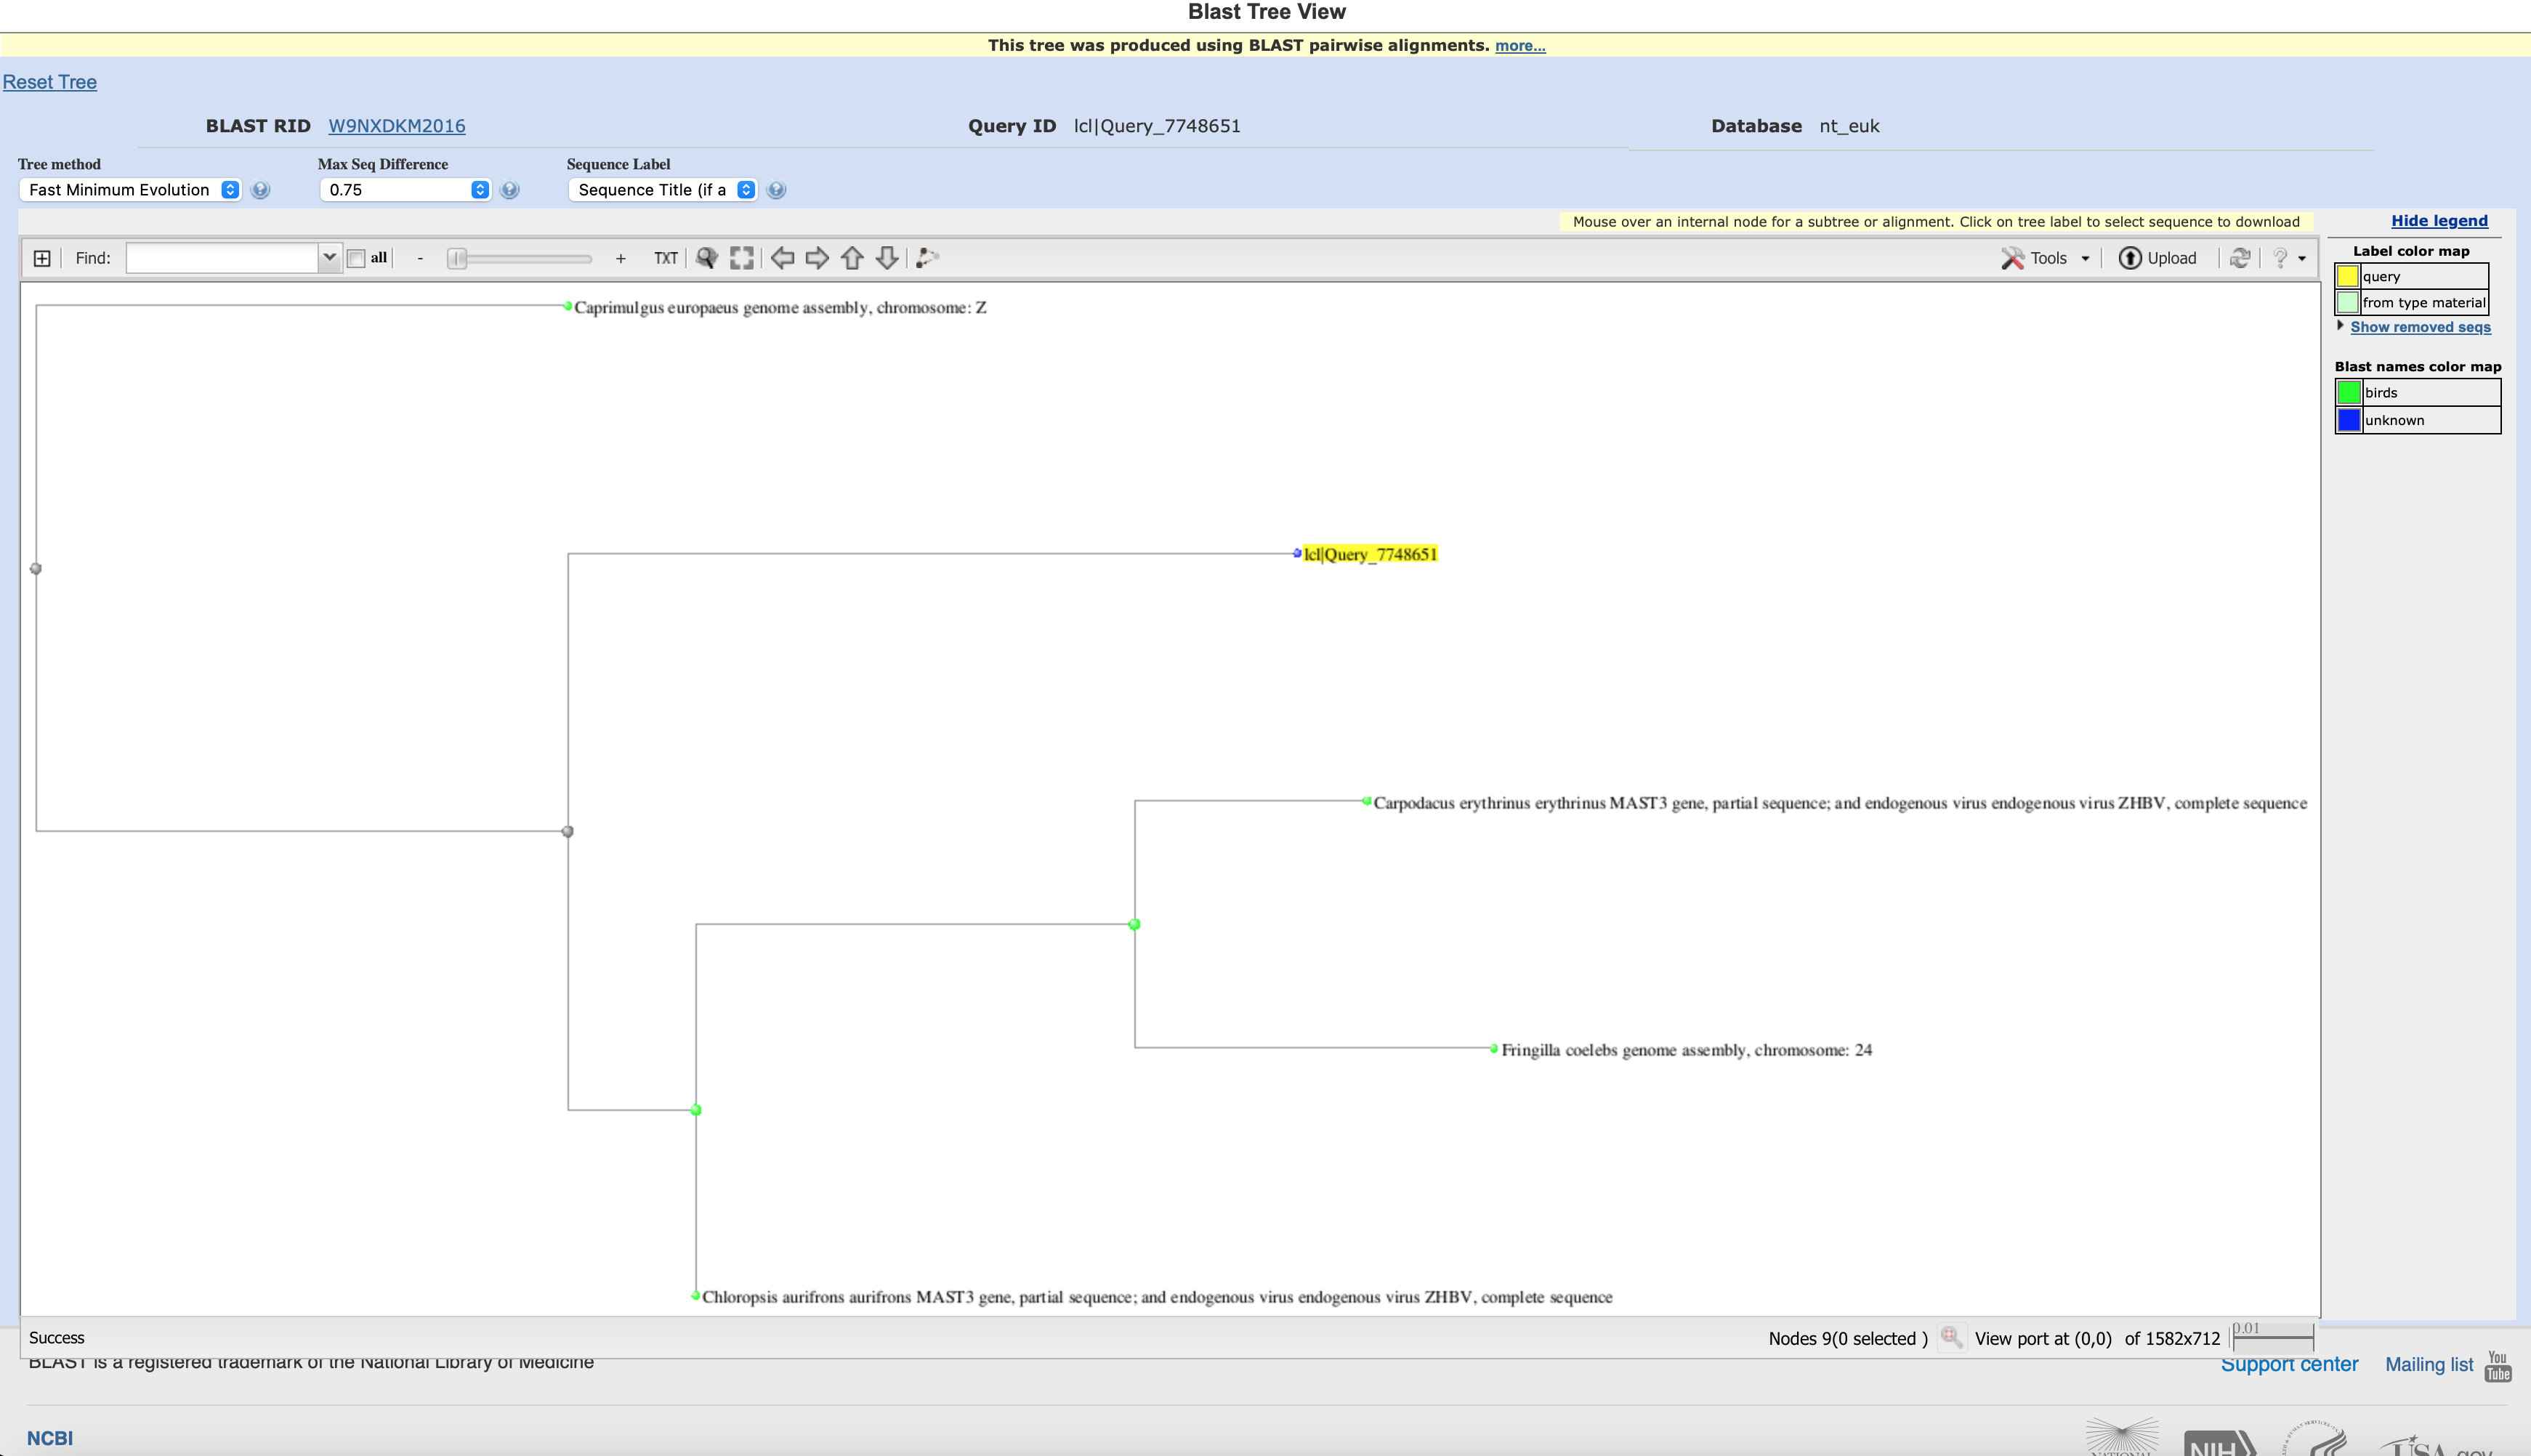 Blast Tree View
This tree was produced using BLAST pairwise alignments. more...
Reset Tree
BLAST RID W9NXDKM2016 Query ID lcl|Query_7748651 Database nt_euk
Tree method Max Seq Difference Sequence Label
Fast Minimum Evolution ? 0.75 ? Sequence Title (if a ?
Mouse over an internal node for a subtree or alignment. Click on tree label to select sequence to download
Hide legend
Find: all - + TXT Tools Upload ?
Label color map
query
from type material
Show removed seqs
Blast names color map
birds
unknown
Caprimulgus europaeus genome assembly, chromosome: Z
lcl|Query_7748651
Carpodacus erythrinus erythrinus MAST3 gene, partial sequence; and endogenous virus endogenous virus ZHBV, complete sequence
Fringilla coelebs genome assembly, chromosome: 24
Chloropsis aurifrons aurifrons MAST3 gene, partial sequence; and endogenous virus endogenous virus ZHBV, complete sequence
Success Nodes 9(0 selected ) View port at (0,0) of 1582x712 0.01
BLAST is a registered trademark of the National Library of Medicine Support center Mailing list You Tube
NCBI NATIONAL NIH USA.gov